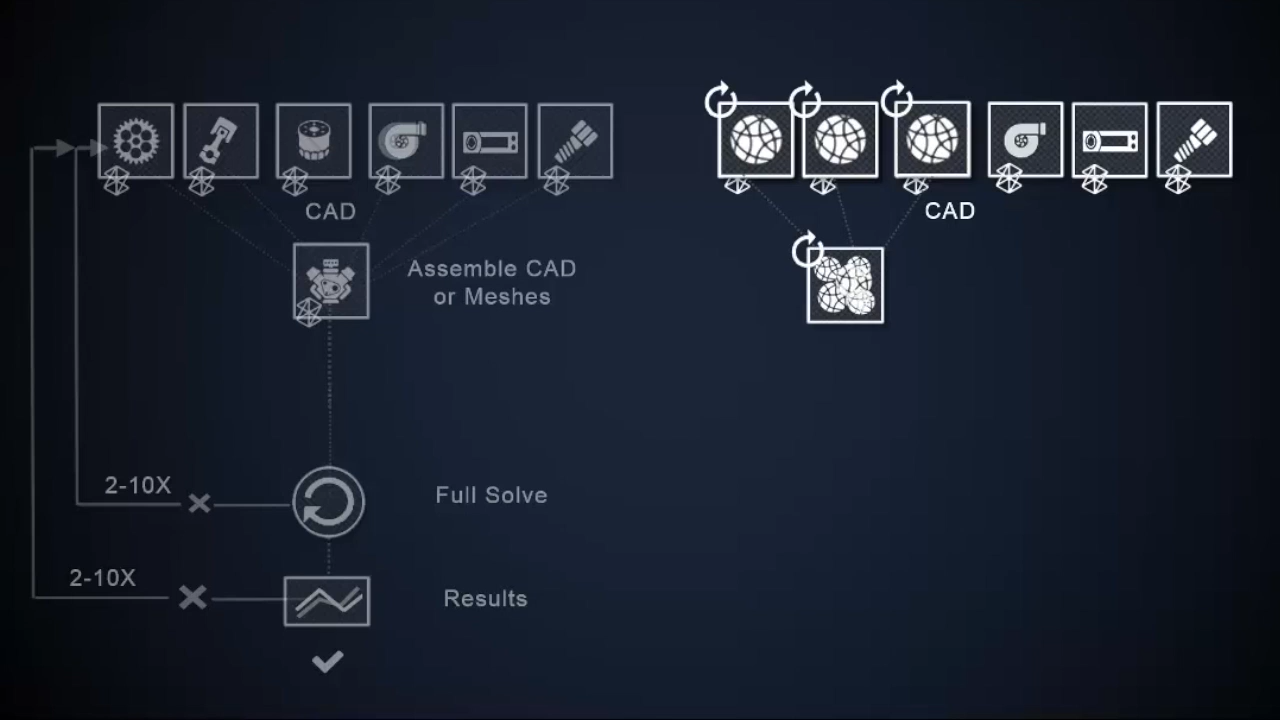 CAD
CAD
Assemble CAD
or Meshes
2-10X
Full Solve
2-10X
Results